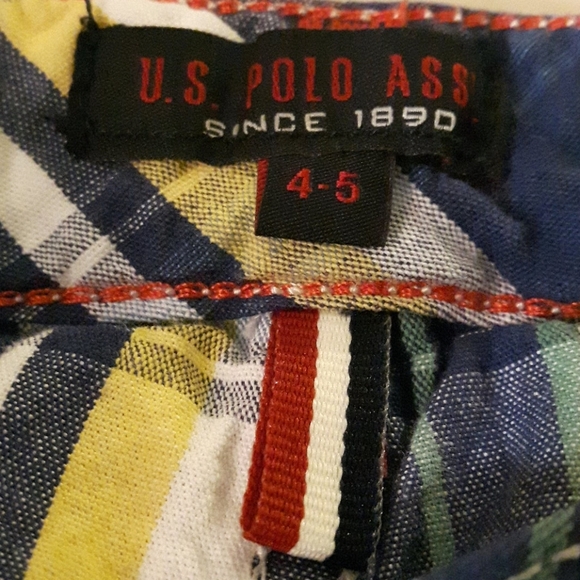 U.S. POLO ASS
SINCE 1890
4-5